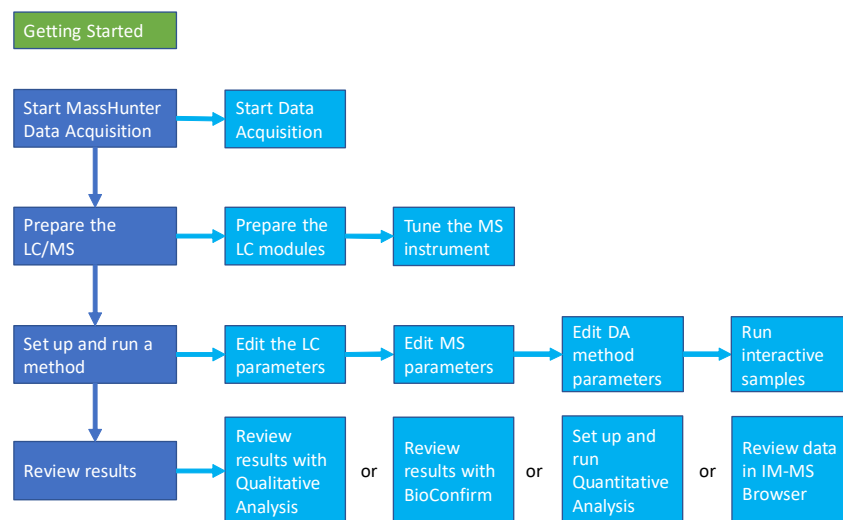 Getting Started
Start MassHunter
Data Acquisition
Start Data
Acquisition
Prepare the
LC/MS
Prepare the
LC modules
Tune the MS
instrument
Set up and run a
method
Edit the LC
parameters
Edit MS
parameters
Edit DA
method
parameters
Run
interactive
samples
Review results
Review
results with
Qualitative
Analysis
or
Review
results with
BioConfirm
or
Set up and
run
Quantitative
Analysis
or
Review data
in IM-MS
Browser